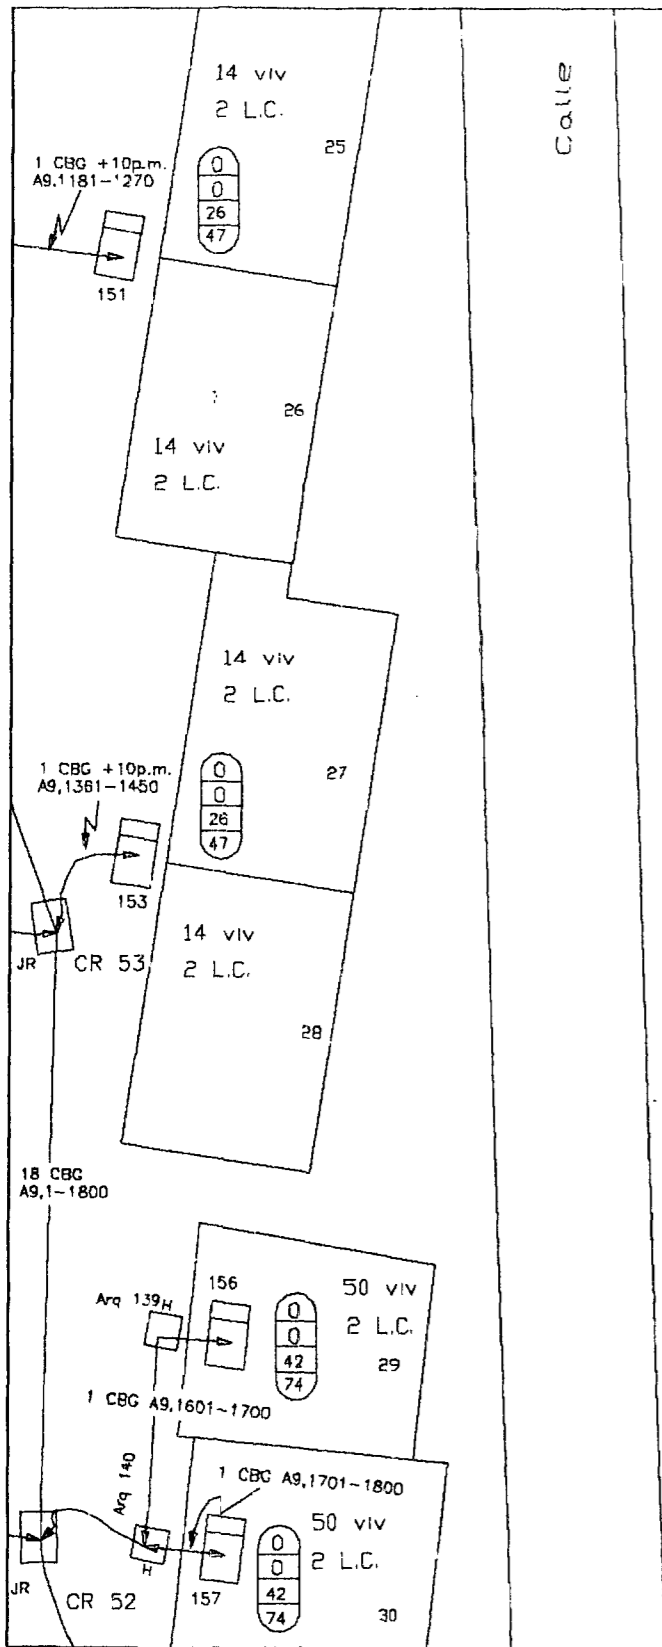 14 viv
2 L.C.
Calle
25
1 CBG +10p.m.
A9,1181-1270
0
0
26
47
151
26
14 viv
2 L.C.
14 viv
2 L.C.
1 CBG +10p.m.
A9,1361-1450
0
0
26
47
27
153
14 viv
2 L.C.
JR
CR 53
28
18 CBG
A9,1-1800
156
50 viv
Arq 139
H
0
0
42
74
2 L.C.
29
1 CBG A9,1601-1700
Arq 140
1 CBG A9,1701-1800
50 viv
0
0
42
74
2 L.C.
H
JR
CR 52
157
30